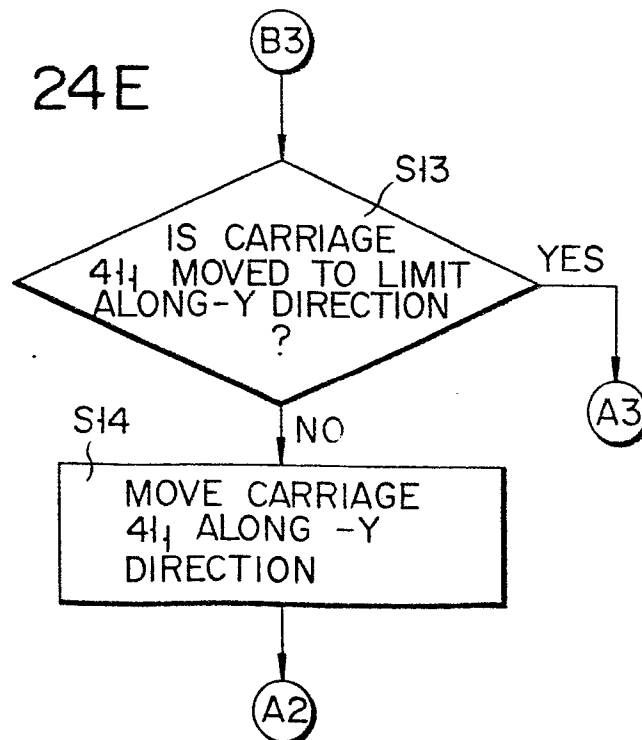 B3
24E
S13
IS CARRIAGE
41₁ MOVED TO LIMIT
ALONG-Y DIRECTION
?
YES
A3
S14
NO
MOVE CARRIAGE
41₁ ALONG -Y
DIRECTION
A2